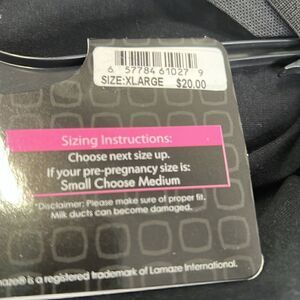 6 57784 61027 9
SIZE:XLARGE $20.00
Sizing Instructions:
Choose next size up.
If your pre-pregnancy size is:
Small Choose Medium
*Disclaimer: Please make sure of proper fit.
Milk ducts can become damaged.
maze® is a registered trademark of Lamaze International.